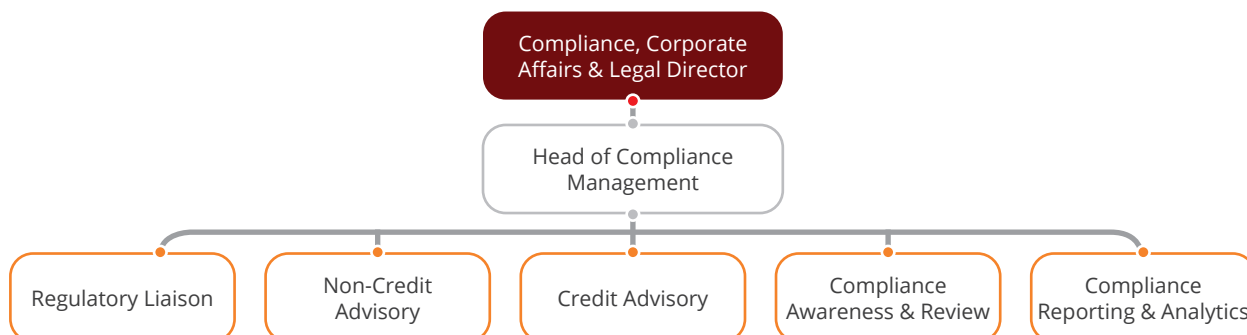 Compliance, Corporate
Affairs & Legal Director
Head of Compliance
Management
Regulatory Liaison
Non-Credit
Advisory
Credit Advisory
Compliance
Awareness & Review
Compliance
Reporting & Analytics